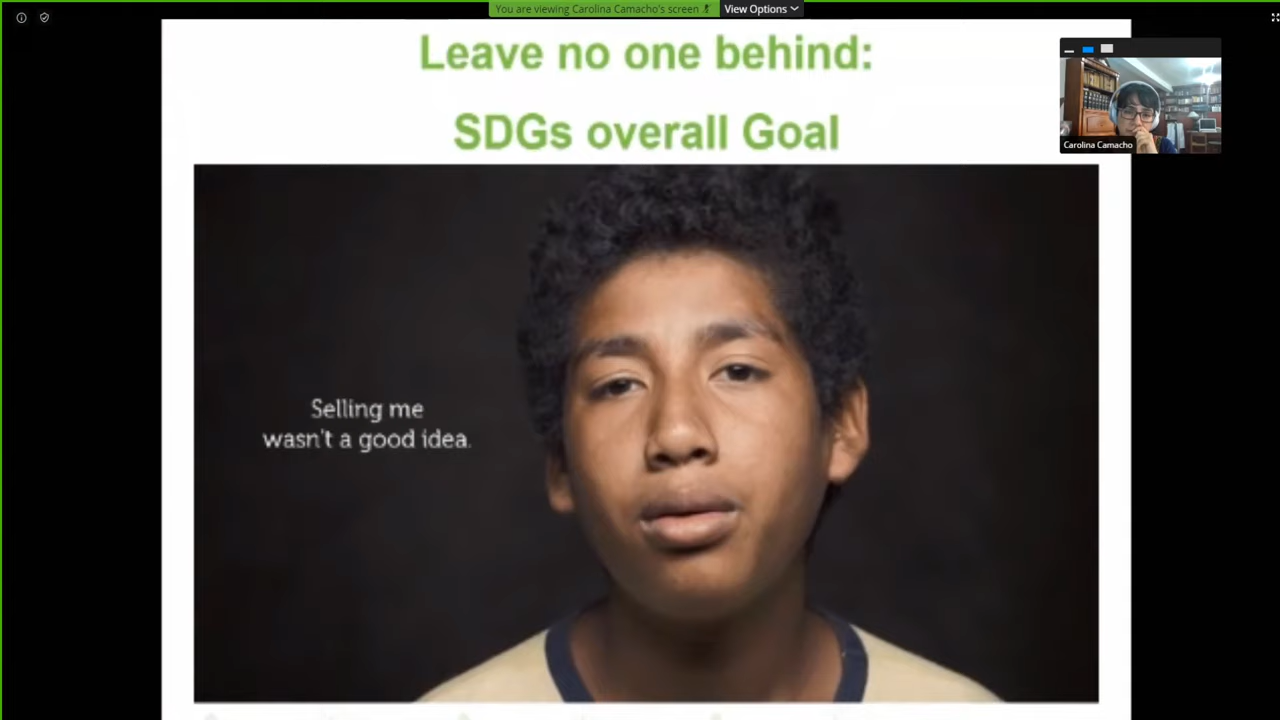 You are viewing Carolina Camacho's screen
View Options
Leave no one behind:
SDGs overall Goal
Carolina Camacho
Selling me
wasn't a good idea.